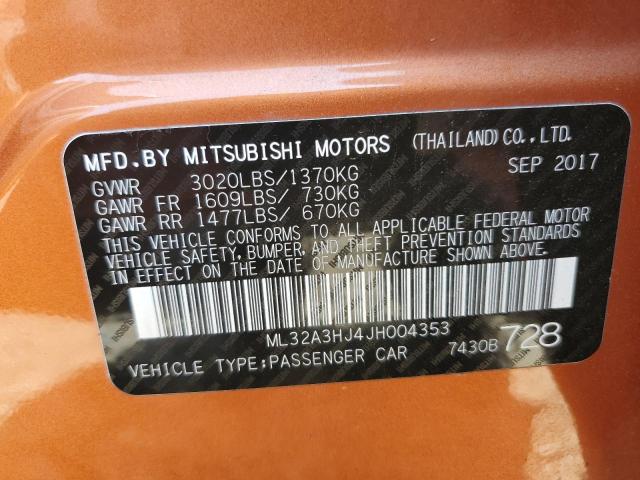 MFD.BY MITSUBISHI MOTORS (THAILAND) CO.,LTD.
SEP 2017
GVWR 3020LBS/1370KG
GAWR FR 1609LBS/ 730KG
GAWR RR 1477LBS/ 670KG
THIS VEHICLE CONFORMS TO ALL APPLICABLE FEDERAL MOTOR
VEHICLE SAFETY, BUMPER, AND THEFT PREVENTION STANDARDS
IN EFFECT ON THE DATE OF MANUFACTURE SHOWN ABOVE.
ML32A3HJ4JH004353
VEHICLE TYPE;PASSENGER CAR 7430B 728